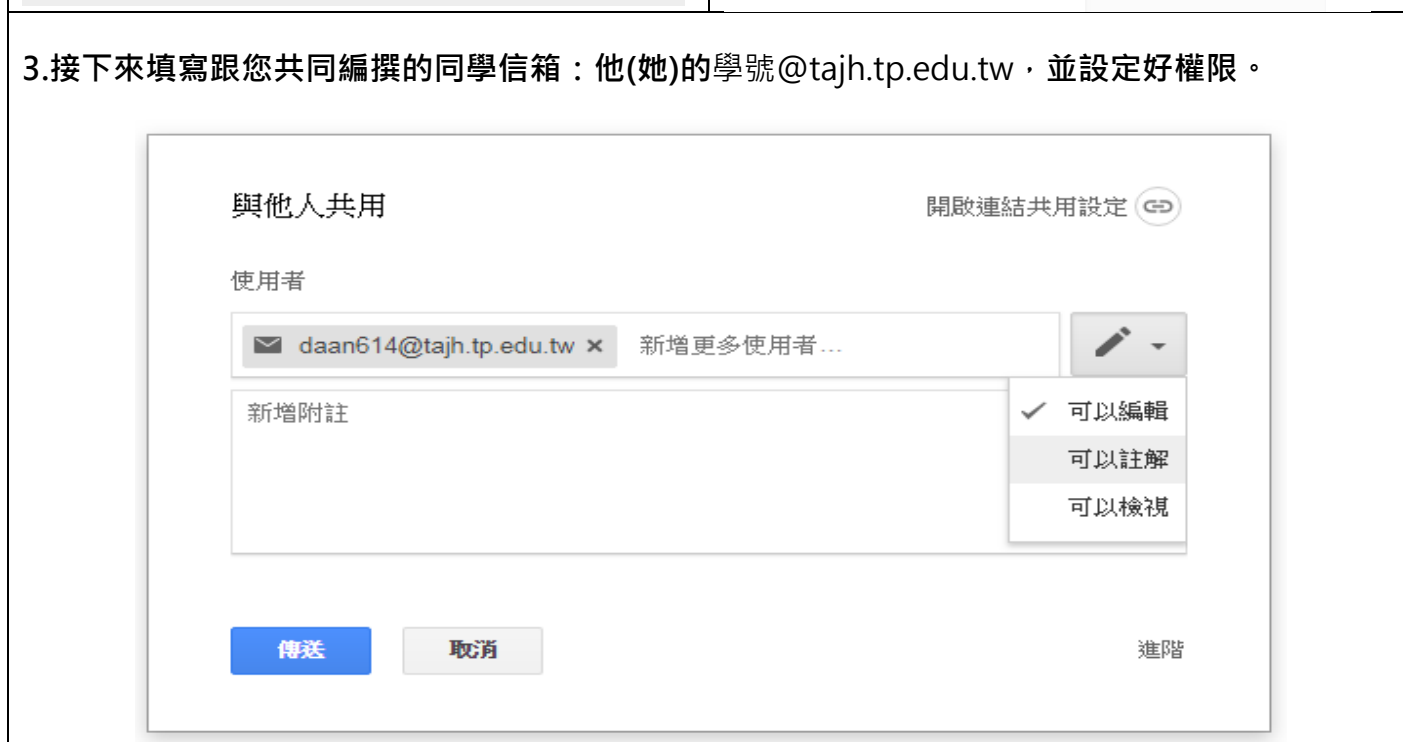 3.接下來填寫跟您共同編撰的同學信箱：他(她)的學號@tajh.tp.edu.tw，並設定好權限。
與他人共用
開啟連結共用設定
使用者
daan614@tajh.tp.edu.tw × 新增更多使用者…
新增附註
✓ 可以編輯
可以註解
可以檢視
傳送
取消
進階